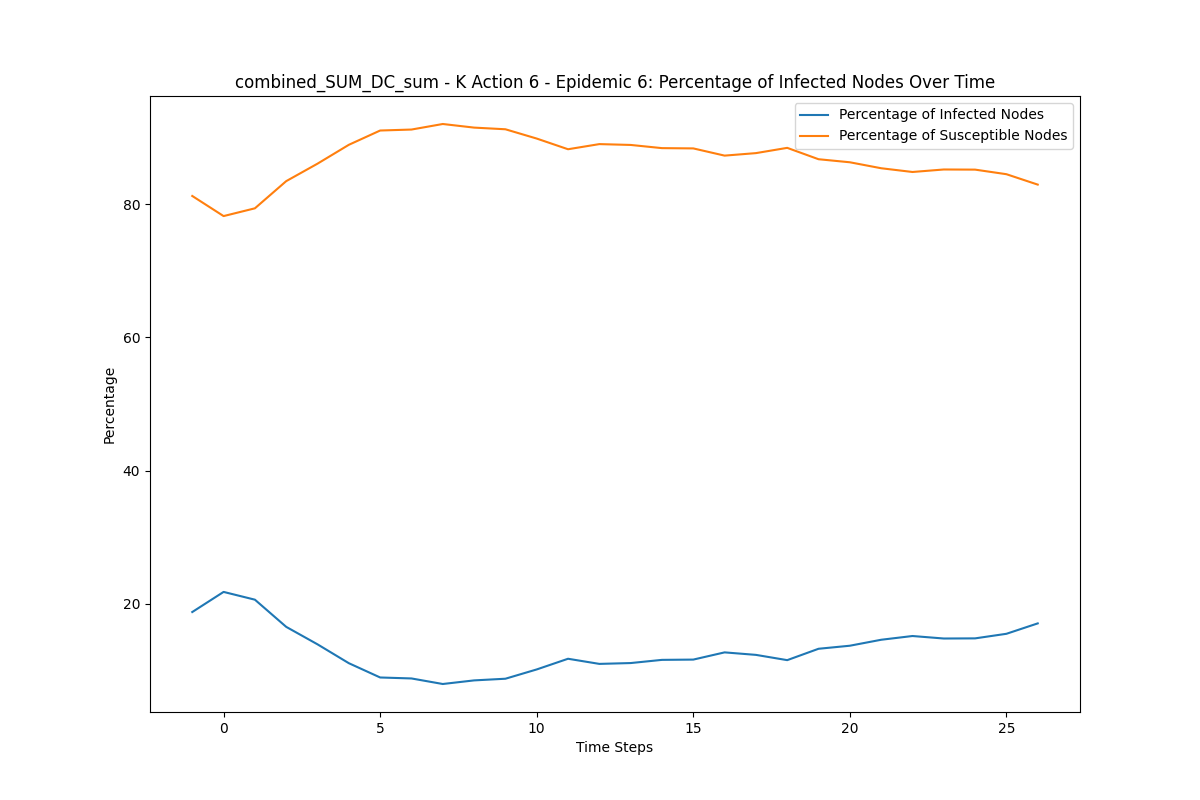 combined_SUM_DC_sum - K Action 6 - Epidemic 6: Percentage of Infected Nodes Over Time
Percentage of Infected Nodes
Percentage of Susceptible Nodes
80
60
40
20
Percentage
0 5 10 15 20 25
Time Steps